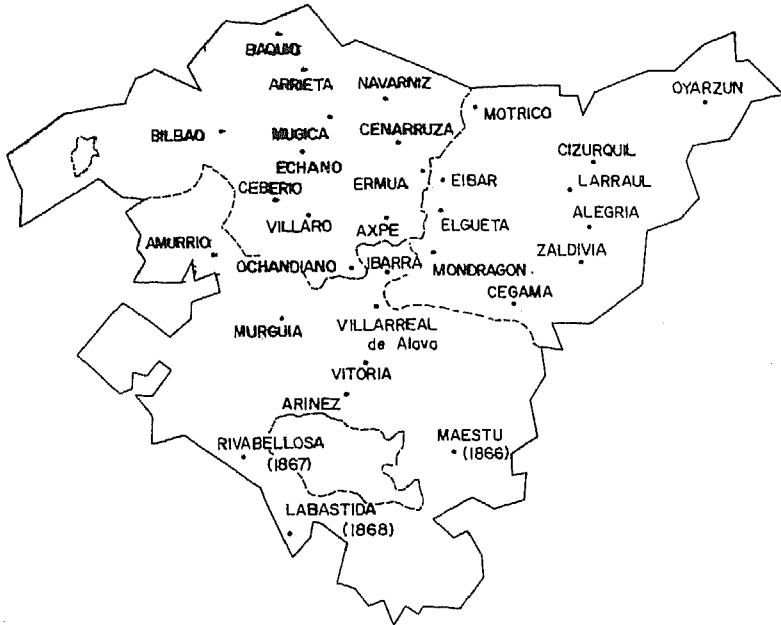 BAQUIO
ARRIETA
NAVARNIZ
OYARZUN
MOTRICO
BILBAO
MUGICA
CENARRUZA
CIZURQUIL
ECHANO
CEBERIO
ERMUA
EIBAR
LARRAUL
VILLARO
AXPE
ELGUETA
ALEGRIA
AMURRIO
OCHANDIANO
IBARRA
MONDRAGON
ZALDIVIA
CEGAMA
MURGUIA
VILLARREAL
de Alava
VITORIA
ARINEZ
RIVABELLOSA
(1867)
MAESTU
(1866)
LABASTIDA
(1868)